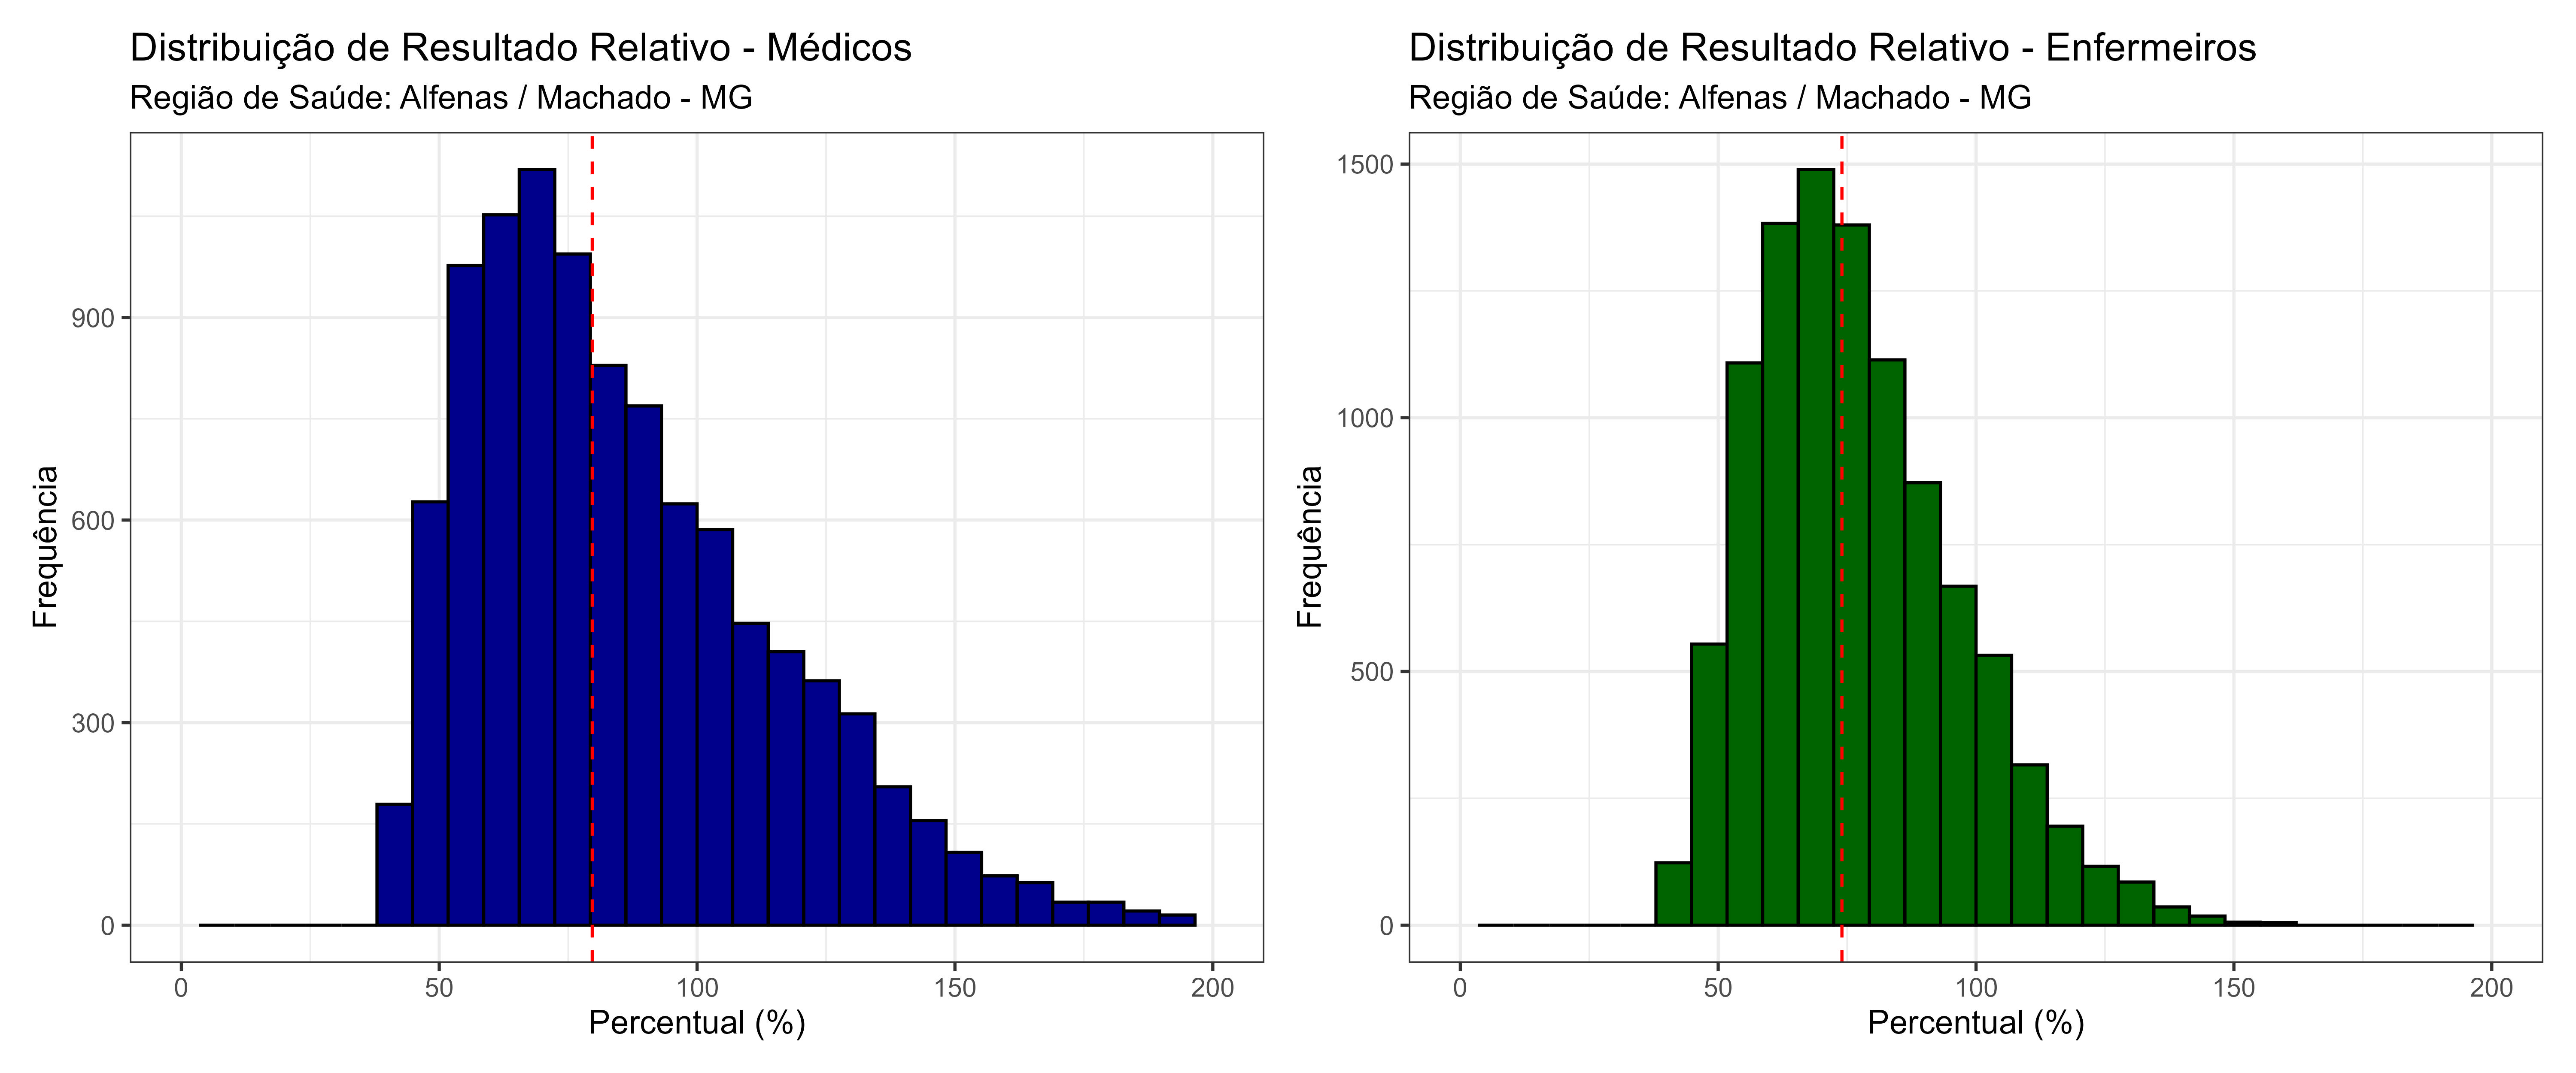 Distribuição de Resultado Relativo - Médicos
Região de Saúde: Alfenas / Machado - MG
Frequência
900
600
300
0
0 50 100 150 200
Percentual (%)
Distribuição de Resultado Relativo - Enfermeiros
Região de Saúde: Alfenas / Machado - MG
Frequência
1500
1000
500
0
0 50 100 150 200
Percentual (%)